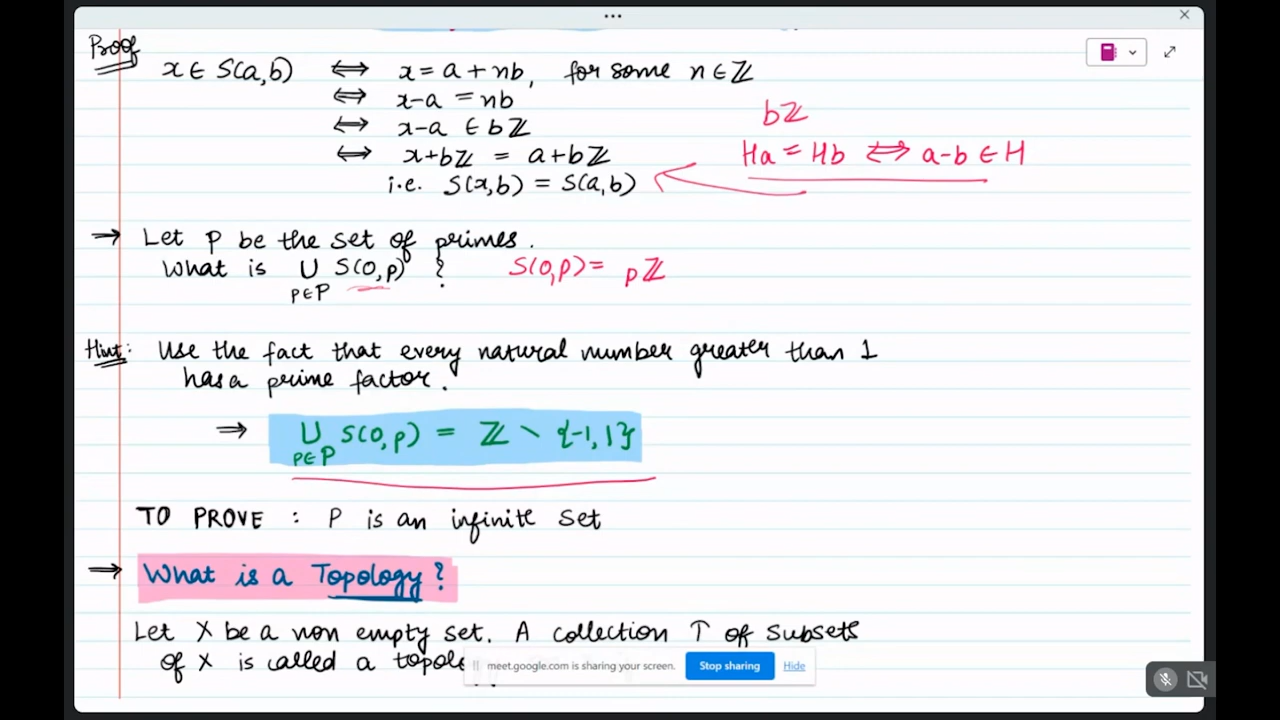 Proof
x ∈ S(a,b) ⇔ x = a + nb, for some n ∈ ℤ
⇔ x-a = nb
⇔ x-a ∈ bℤ
bℤ
⇔ x+bℤ = a+bℤ
Ha = Hb ⇔ a-b ∈ H
i.e. S(x,b) = S(a,b)
→ Let P be the set of primes.
What is ∪ S(0,p) ? S(0,p) = pℤ
p∈P
Hint: Use the fact that every natural number greater than 1
has a prime factor.
⇒ ∪ S(0,p) = ℤ \ {-1,1}
p∈P
TO PROVE : P is an infinite set
→ What is a Topology?
Let X be a non empty set. A collection T of subsets
of X is called a
meet.google.com is sharing your screen. Stop sharing Hide